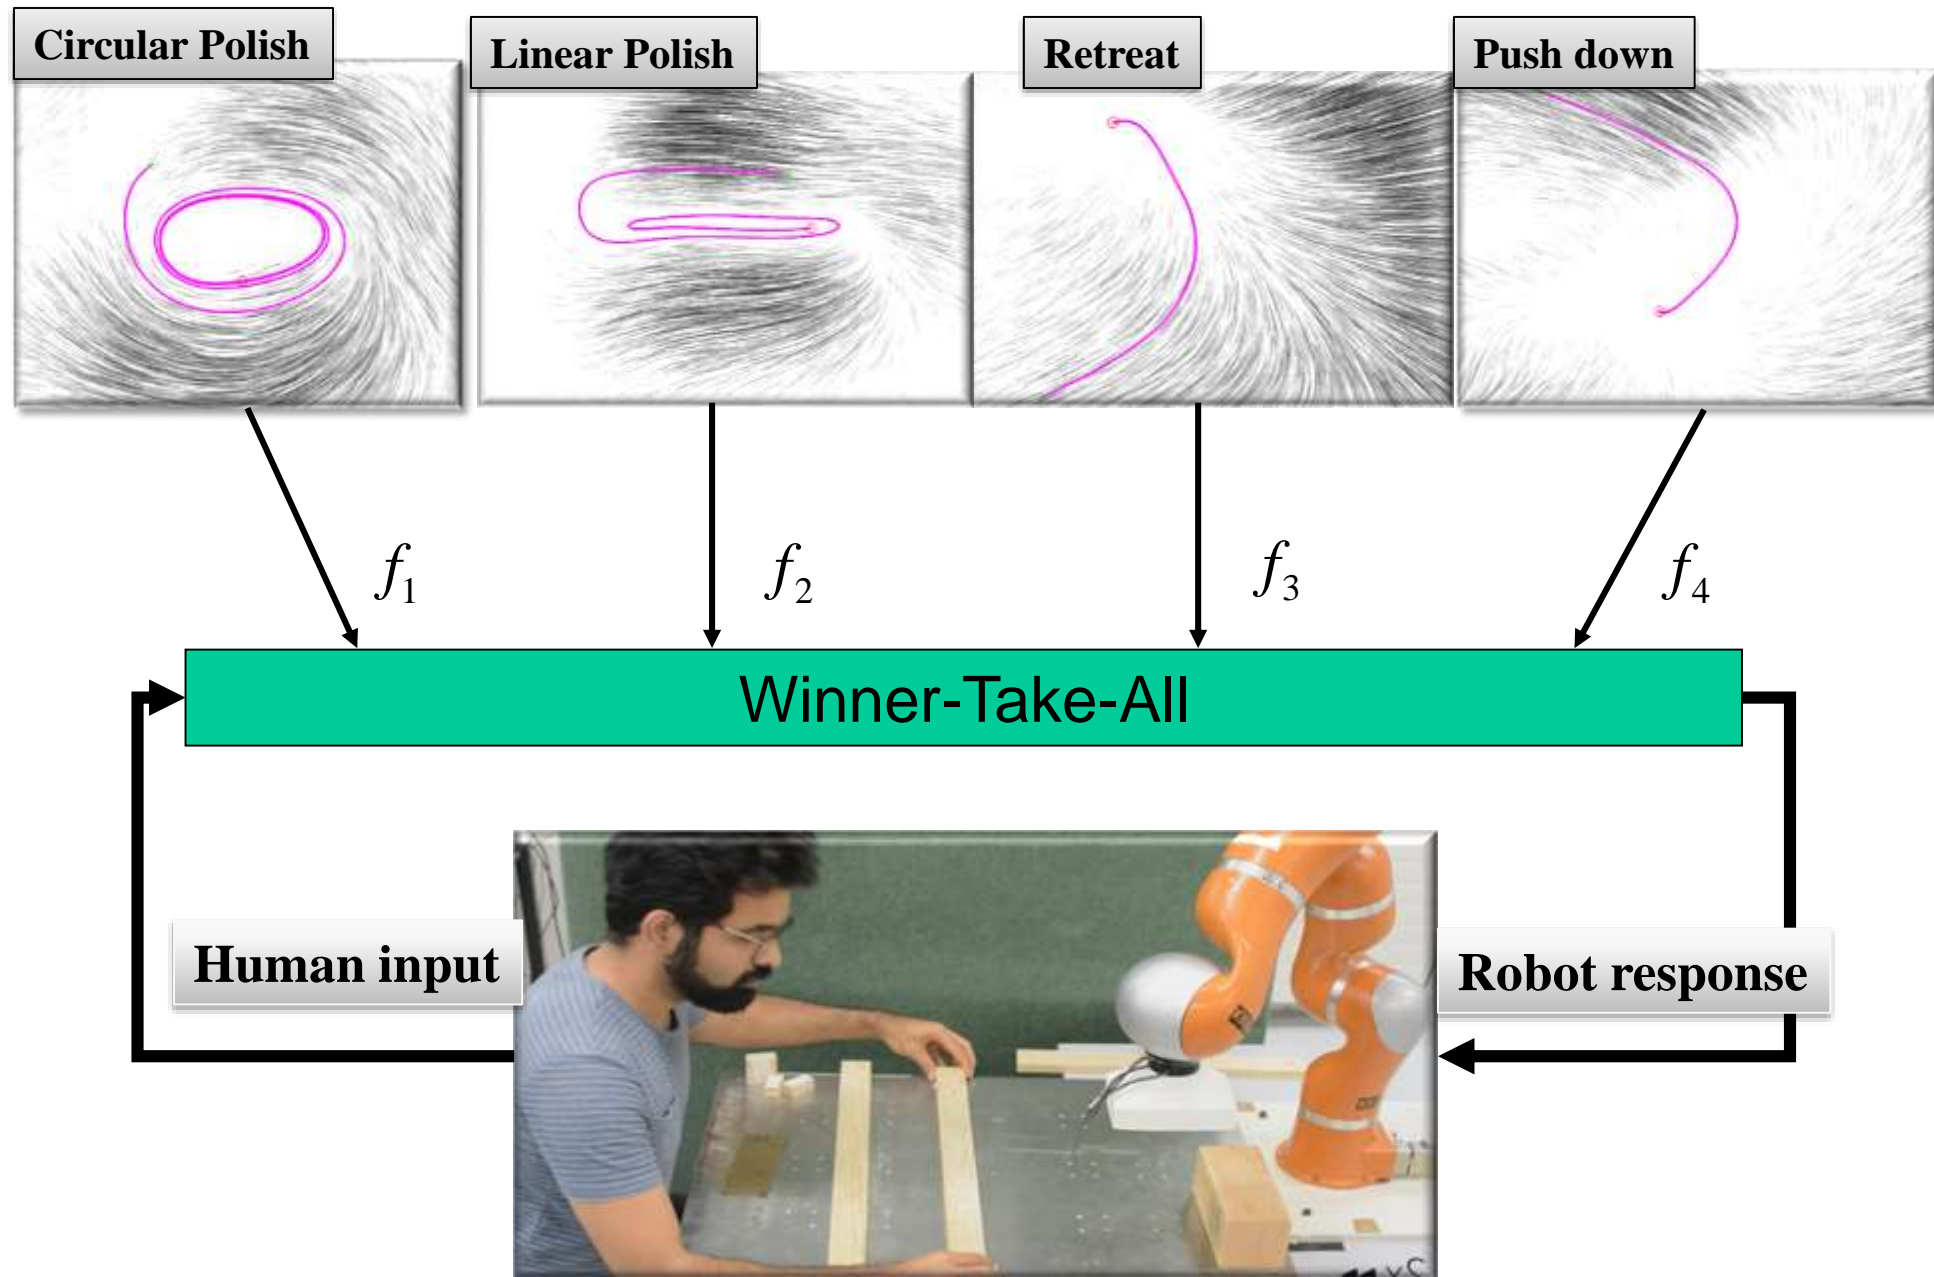 Circular Polish
Linear Polish
Retreat
Push down
f₁
f₂
f₃
f₄
Winner-Take-All
Human input
Robot response